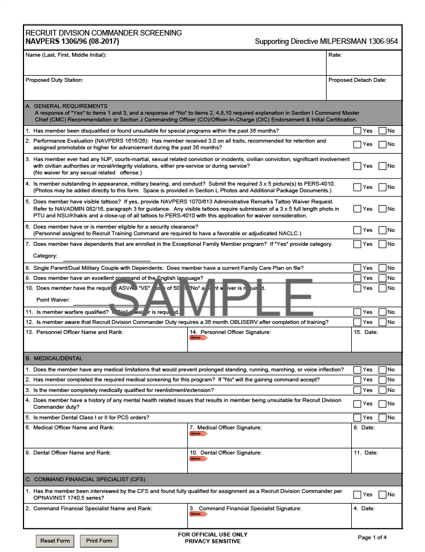 RECRUIT DIVISION COMMANDER SCREENING
NAVPERS 1306/96 (08-2017) Supporting Directive MILPERSMAN 1306-954
Name (Last, First, Middle Initial): Rate:
Proposed Duty Station: Proposed Detach Date:
A. GENERAL REQUIREMENTS
A response of "Yes" to items 1 and 3, and a response of "No" to items 2, 4,8,10 required explanation in Section I Command Master
Chief (CMC) Recommendation or Section J Commanding Officer (CO)/Officer-In-Charge (OIC) Endorsement & Initial Certification.
1. Has member been disqualified or found unsuitable for special programs within the past 36 months? Yes No
2. Performance Evaluation (NAVPERS 1616/26): Has member received 3.0 on all traits, recommended for retention and
assigned promotable or higher for advancement during the past 36 months? Yes No
3. Has member ever had any NJP, courts-martial, sexual related conviction or incidents, civilian conviction, significant involvement
with civilian authorities or moral/integrity violations, either pre-service or during service? Yes No
(No waiver for any sexual related offense.)
4. Is member outstanding in appearance, military bearing, and conduct? Submit the required 3 x 5 picture(s) to PERS-4010.
(Photos may be added directly to this form. Space is provided in Section L Photos and Additional Package Documents.) Yes No
5. Does member have visible tattoos? If yes, provide NAVPERS 1070/613 Administrative Remarks Tattoo Waiver Request.
Refer to NAVADMIN 082/16, paragraph 3 for guidance. Any visible tattoos require submission of a 3 x 5 full length photo in
PTU and NSU/Khakis and a close-up of all tattoos to PERS-4010 with this application for waiver consideration. Yes No
6. Does member have or is member eligible for a security clearance?
(Personnel assigned to Recruit Training Command are required to have a favorable or adjudicated NACLC.) Yes No
7. Does member have dependents that are enrolled in the Exceptional Family Member program? If "Yes" provide category. Yes No
Category:
8. Single Parent/Dual Military Couple with Dependents: Does member have a current Family Care Plan on file? Yes No
9. Does member have an excellent command of the English language? Yes No
10. Does member have the required ASVAB "VE" score of 50? "No" a point waiver is required. Yes No
Point Waiver:
SAMPLE
11. Is member warfare qualified? "No" waiver is required. Yes No
12. Is member aware that Recruit Division Commander Duty requires a 36 month OBLISERV after completion of training? Yes No
13. Personnel Officer Name and Rank: 14. Personnel Officer Signature: 15. Date:
B. MEDICAL/DENTAL
1. Does the member have any medical limitations that would prevent prolonged standing, running, marching, or voice inflection? Yes No
2. Has member completed the required medical screening for this program? If "No" will the gaining command accept? Yes No
3. Is the member completely medically qualified for reenlistment/extension? Yes No
4. Does member have a history of any mental health related issues that results in member being unsuitable for Recruit Division
Commander duty? Yes No
5. Is member Dental Class I or II for PCS orders? Yes No
6. Medical Officer Name and Rank: 7. Medical Officer Signature: 8. Date:
9. Dental Officer Name and Rank: 10. Dental Officer Signature: 11. Date:
C. COMMAND FINANCIAL SPECIALIST (CFS)
1. Has the member been interviewed by the CFS and found fully qualified for assignment as a Recruit Division Commander per
OPNAVINST 1740.5 series? Yes No
2. Command Financial Specialist Name and Rank: 3. Command Financial Specialist Signature: 4. Date:
Reset Form Print Form
FOR OFFICIAL USE ONLY
PRIVACY SENSITIVE
Page 1 of 4